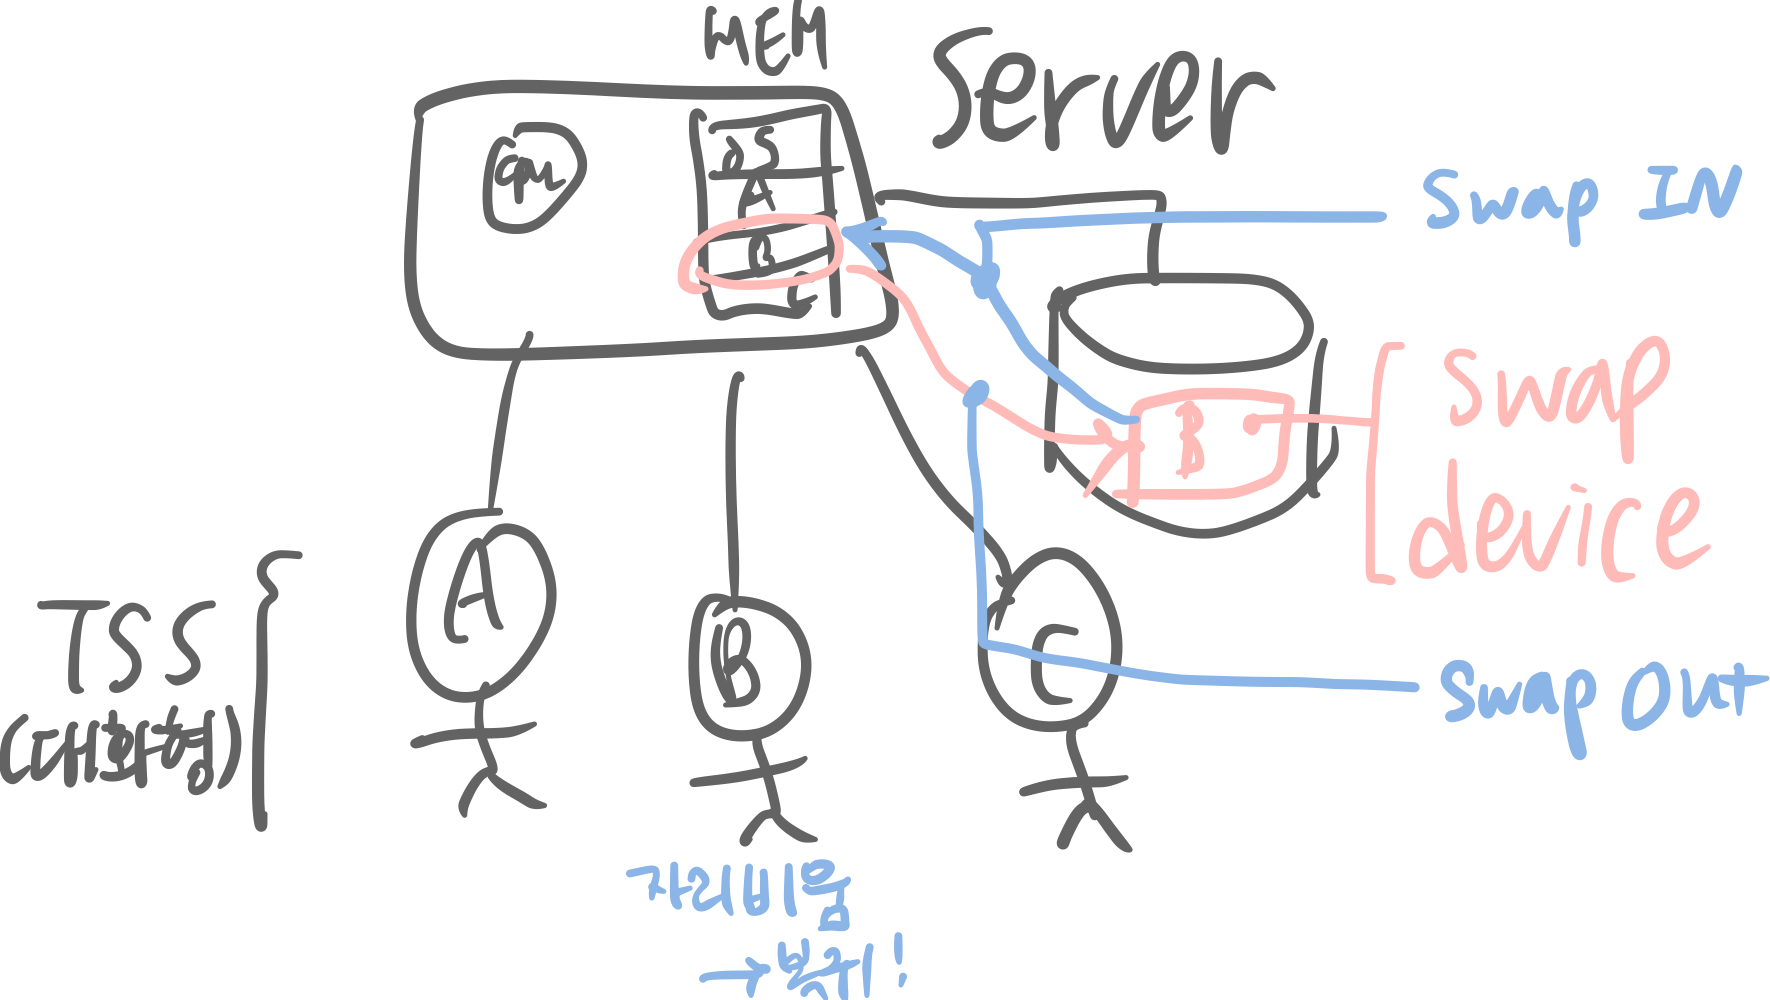 MEM
Server
cpu
OS
A
B
C
Swap IN
B
swap
device
TSS
(대화형)
A
B
C
Swap Out
자리비움
→복귀!